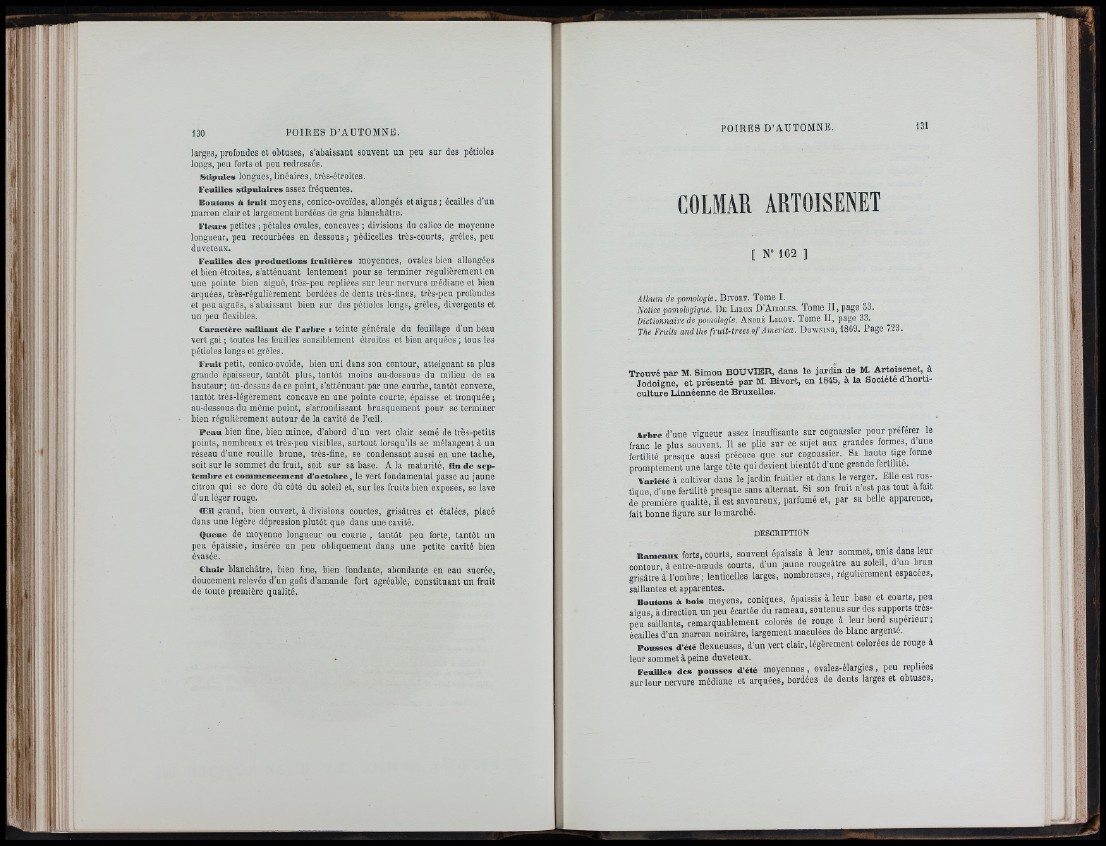 130 POIRES D'AUTOMNE.
larges, profondes et obtuses, s'abaissant souvent un peu sur des pétioles
longs, peu forts et peu redressés.
Stipules longues, linéaires, très-étroites.
Feuilles stipulaires assez fréquentes.
Boutons à fruit moyens, conico-ovoïdes, allongés et aigus ; écailles d'un
marron clair et largement bordées de gris blanchâtre.
Fleurs petites ; pétales ovales, concaves ; divisions du calice de moyenne
longueur, peu recourbées en dessous ; pédicelles très-courts, grêles, peu
duveteux.
Feuilles des productions fruitières moyennes, ovales bien allongées
et bien étroites, s'atténuant lentement pour se terminer régulièrement en
une pointe bien aiguë, très-peu repliées sur leur nervure médiane et bien
arquées, très-régulièrement bordées de dents très-fines, très-peu profondes
et peu aiguës, s'abaissant bien sur des pétioles longs, grêles, divergents et
un peu flexibles.
Caractère saillant de l'arbre : teinte générale du feuillage d'un beau
vert gai ; toutes les feuilles sensiblement étroites et bien arquées ; tous les
pétioles longs et grêles.
Fruit petit, conico-ovoïde, bien uni dans son contour, atteignant sa plus
grande épaisseur, tantôt plus, tantôt moins au-dessous du milieu de sa
hauteur ; au-dessus de ce point, s'atténuant par une courbe, tantôt convexe,
tantôt très-légèrement concave en une pointe courte, épaisse et tronquée ;
au-dessous du même point, s'arrondissant brusquement pour se terminer
bien régulièrement autour de la cavité de l'œil.
Peau bien fine, bien mince, d'abord d'un vert clair semé de très-petits
points, nombreux et très-peu visibles, surtout lorsqu'ils se mélangent à un
réseau d'une rouille brune, très-fine, se condensant aussi en une tache,
soit sur le sommet du fruit, soit sur sa base. A la maturité, fin de sep-
tembre et commencement d'octobre, le vert fondamental passe au jaune
citron qui se dore du côté du soleil et, sur les fruits bien exposés, se lave
d'un léger rouge.
Œil grand, bien ouvert, à divisions courtes, grisâtres et étalées, placé
dans une légère dépression plutôt que dans une cavité.
Queue de moyenne longueur ou courte, tantôt peu forte, tantôt un
peu épaissie, insérée un peu obliquement dans une petite cavité bien
évasée.
Chair blanchâtre, bien fine, bien fondante, abondante en eau sucrée,
doucement relevée d'un goût d'amande fort agréable, constituant un fruit
de toute première qualité.
POIRES D'AUTOMNE. 131
COLMAR ARTOISENET
[ N° 162 ]
Album de pomologie. BIVORT. Tome I.
Notice pomologique. DE LIRON D'AIROLES. Tome II, page 33.
Dictionnaire de pomologie. ANDRÉ LEROY. Tome II, page 33.
The Fruits and the fruit-trees of America. DOWNING, 1869. Page 723.
Trouvé par M. Simon BOUVIER, dans le jardin de M. Artoisenet, à
Jodoigne, et présenté par M. Bivort, en 1845, à la Société d'horti-
culture Linnéenne de Bruxelles.
Arbre d'une vigueur assez insuffisante sur cognassier pour préférer le
franc le plus souvent. Il se plie sur ce sujet aux grandes formes, d'une
fertilité presque aussi précoce que sur cognassier. Sa haute tige forme
promptement une large tête qui devient bientôt d'une grande fertilité.
Variété à cultiver dans le jardin fruitier et dans le verger. Elle est rus-
tique, d'une fertilité presque sans alternat. Si son fruit n'est pas tout à fait
de première qualité, il est savoureux, parfumé et, par sa belle apparence,
fait bonne figure sur le marché.
DESCRIPTION
Rameaux forts, courts, souvent épaissis à leur sommet, unis dans leur
contour, à entre-nœuds courts, d'un jaune rougeâtre au soleil, d'un brun
grisâtre à l'ombre ; lenticelles larges, nombreuses, régulièrement espacées,
saillantes et apparentes.
Boutons à bois moyens, coniques, épaissis à leur base et courts, peu
aigus, à direction un peu écartée du rameau, soutenus sur des supports très-
peu saillants, remarquablement colorés de rouge à leur bord supérieur ;
écailles d'un marron noirâtre, largement maculées de blanc argenté.
Pousses d'été flexueuses, d'un vert clair, légèrement colorées de rouge à
leur sommet à peine duveteux.
Feuilles des pousses d'été moyennes, ovales-élargies, peu repliées
sur leur nervure médiane et arquées, bordées de dents larges et obtuses,